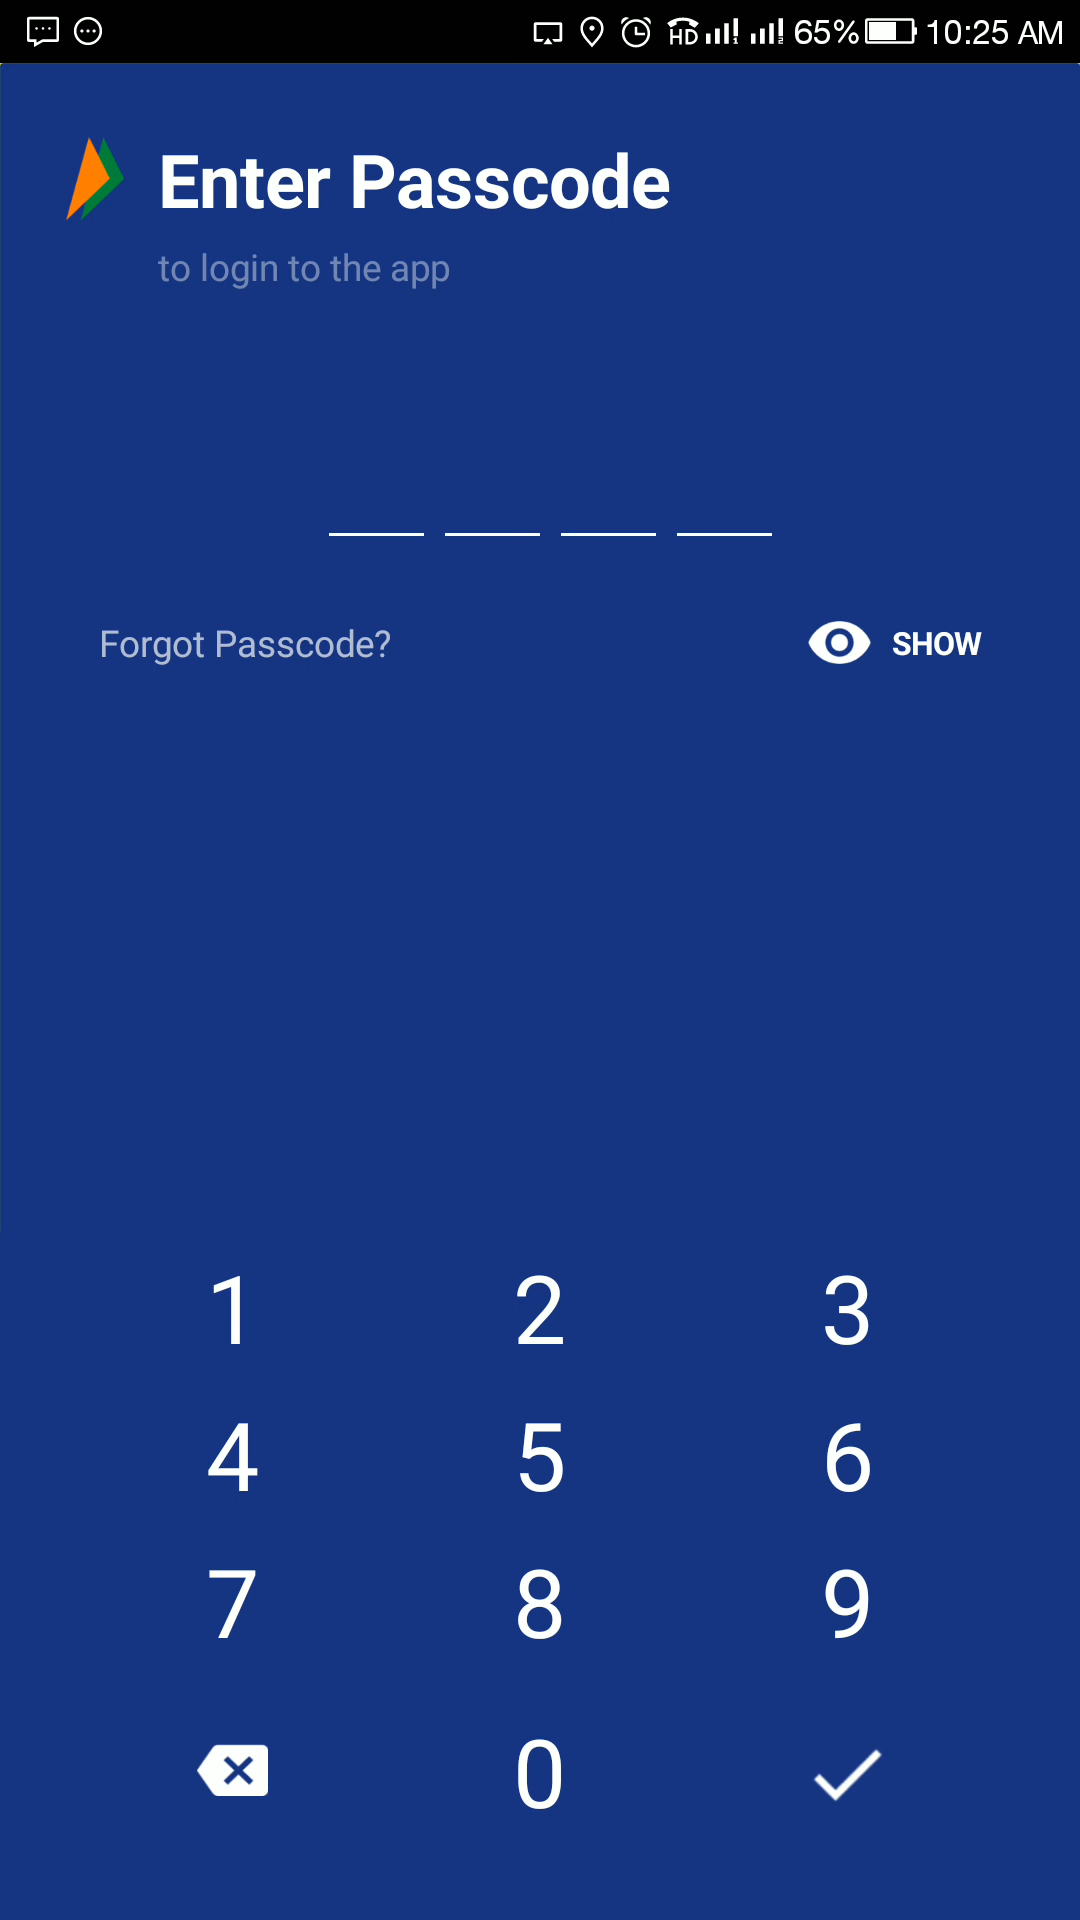 HD 65% 10:25 AM
Enter Passcode
to login to the app
Forgot Passcode? SHOW
1 2 3
4 5 6
7 8 9
0